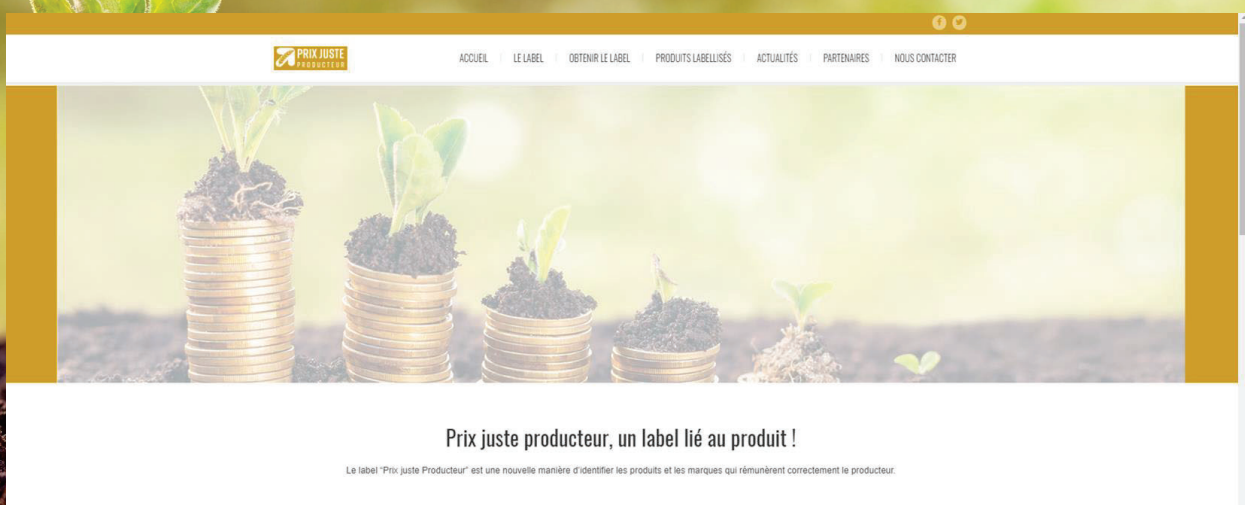 PRIX JUSTE
PRODUCTEUR
ACCUEIL
LE LABEL
OBTENIR LE LABEL
PRODUITS LABELLISÉS
ACTUALITÉS
PARTENAIRES
NOUS CONTACTER
Prix juste producteur, un label lié au produit !
Le label "Prix juste Producteur" est une nouvelle manière d'identifier les produits et les marques qui rémunèrent correctement le producteur.